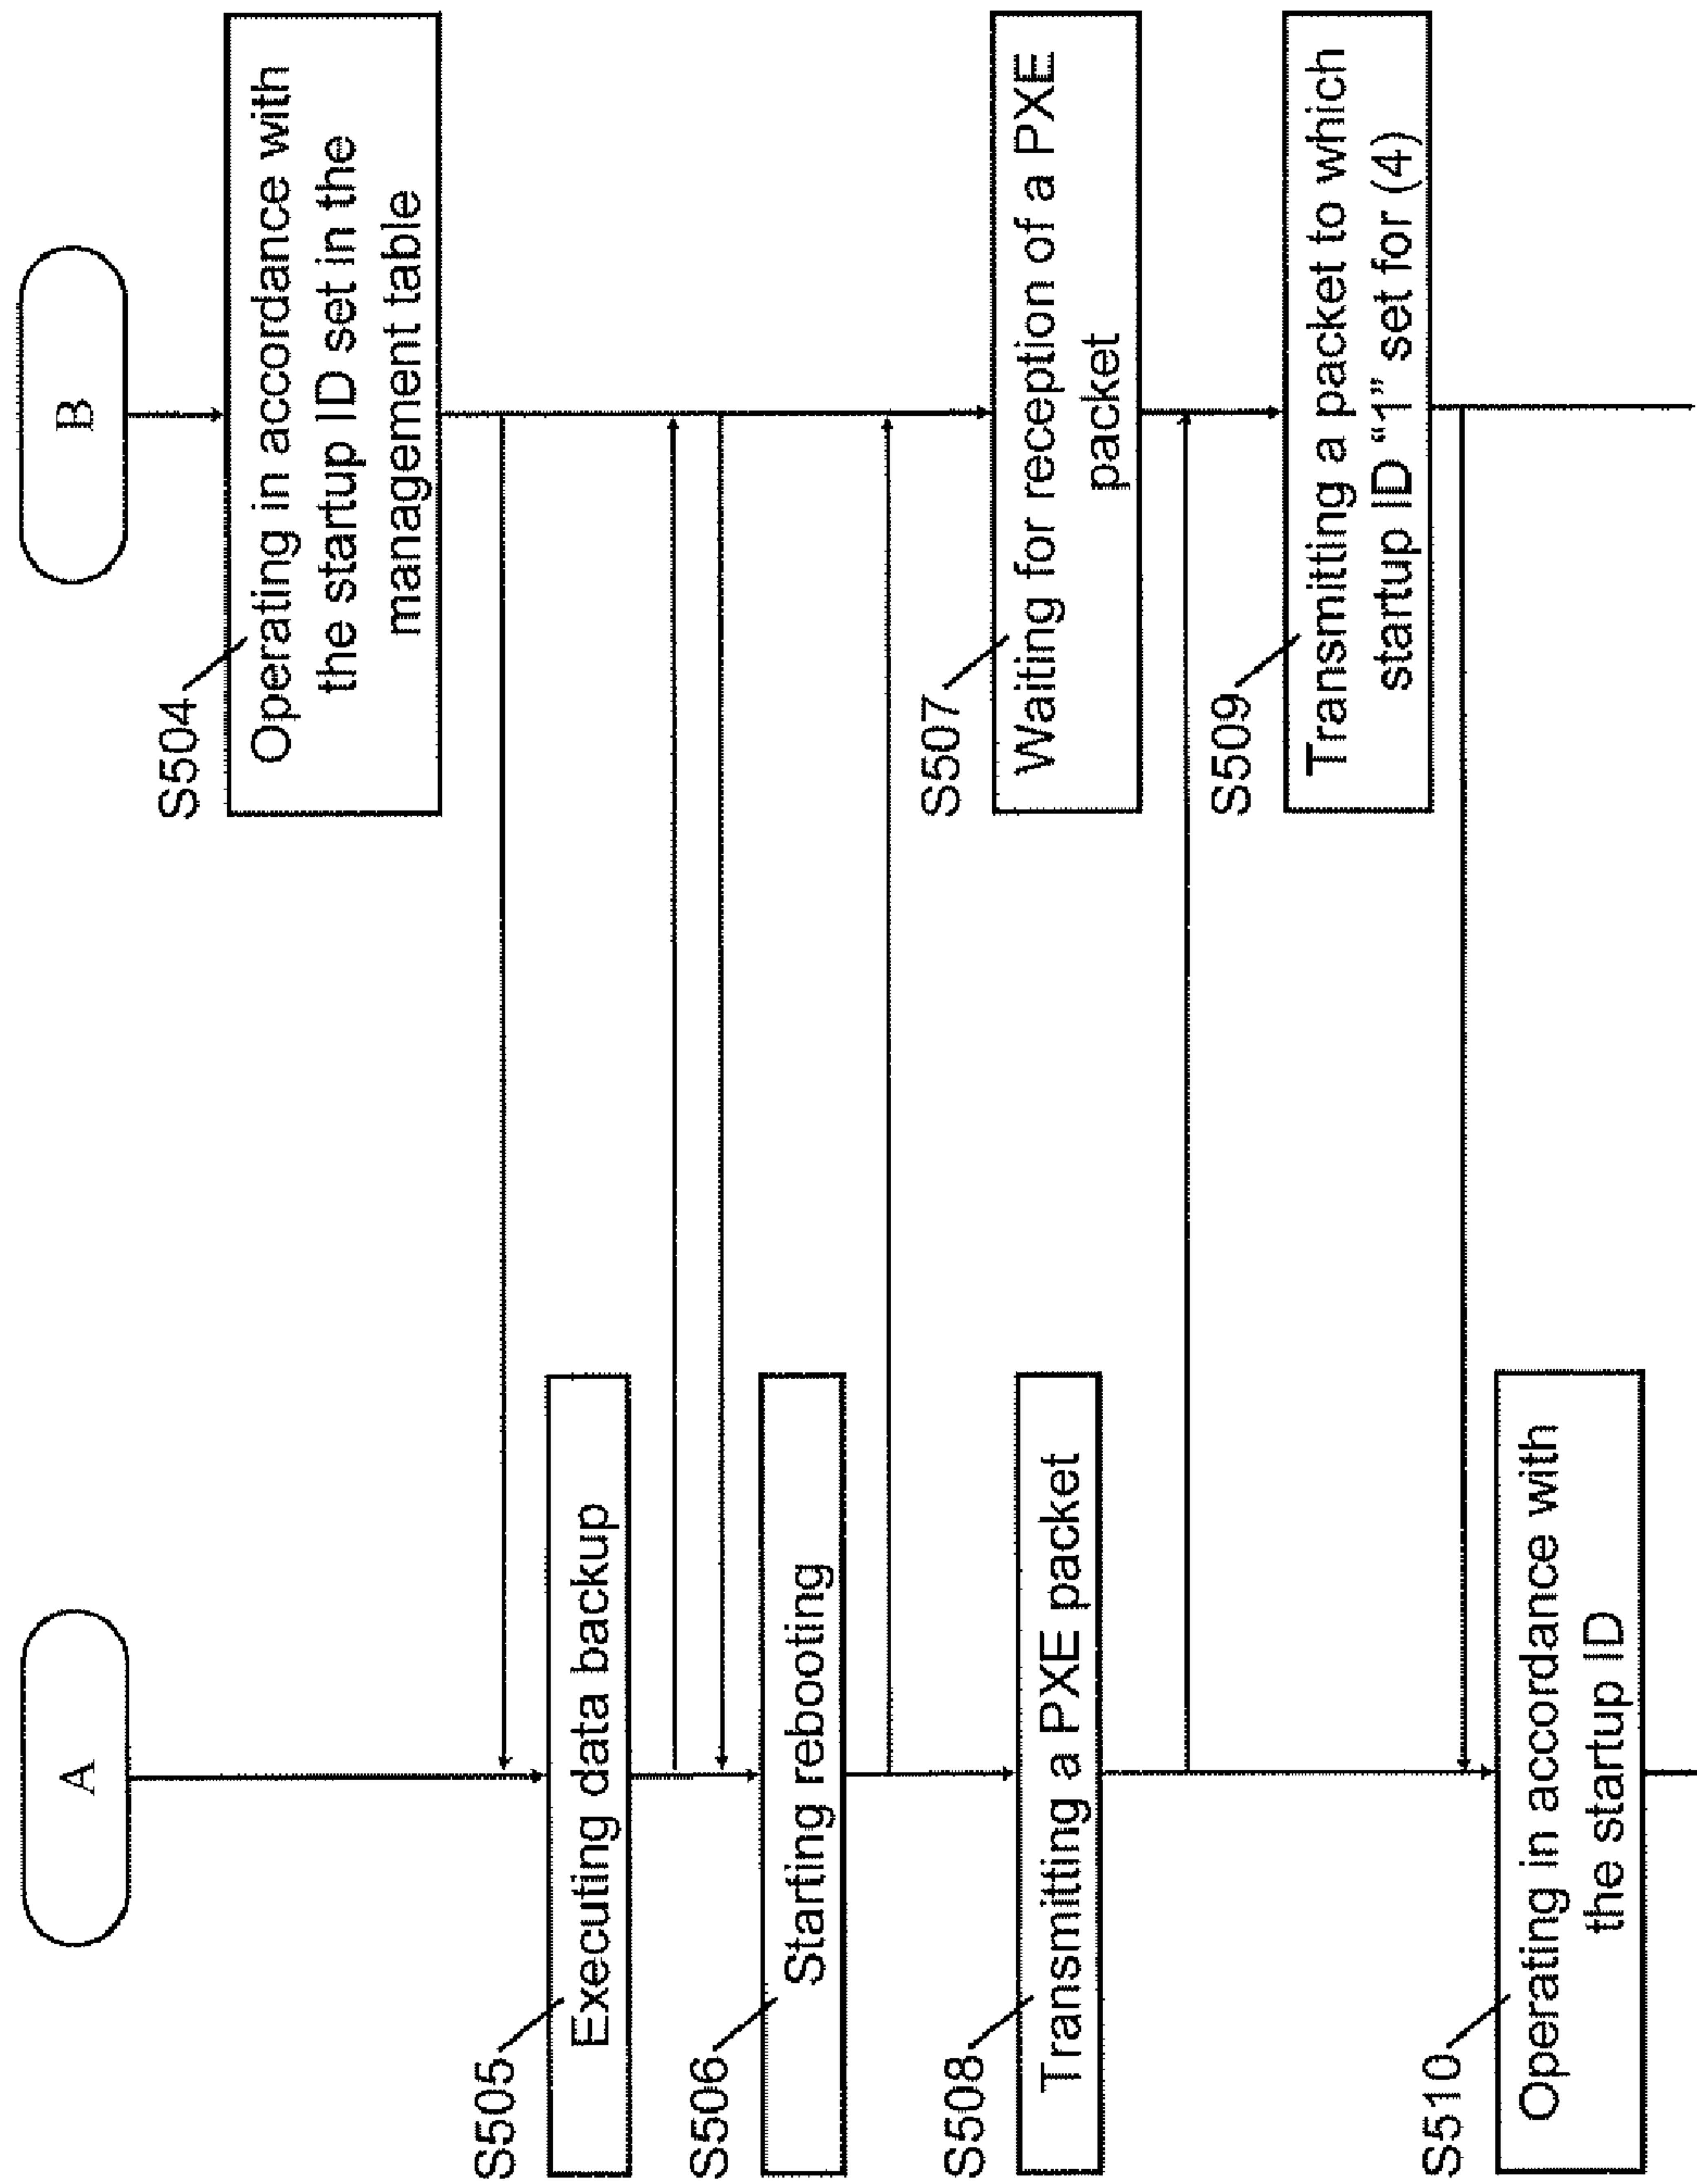 A
B
S504
Operating in accordance with
the startup ID set in the
management table
S505
Executing data backup
S506
Starting rebooting
S507
Waiting for reception of a PXE
packet
S508
Transmitting a PXE packet
S509
Transmitting a packet to which
startup ID “1” set for (4)
S510
Operating in accordance with
the startup ID